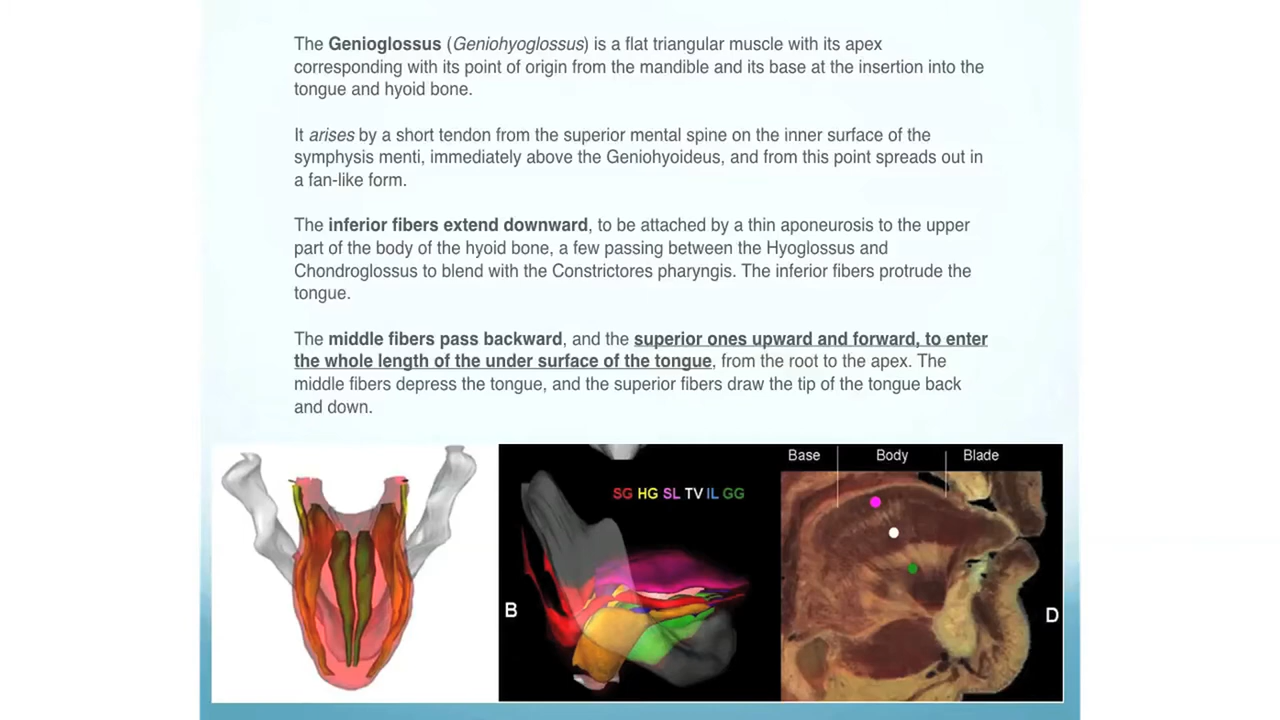 The Genioglossus (Geniohyoglossus) is a flat triangular muscle with its apex
corresponding with its point of origin from the mandible and its base at the insertion into the
tongue and hyoid bone.
It arises by a short tendon from the superior mental spine on the inner surface of the
symphysis menti, immediately above the Geniohyoideus, and from this point spreads out in
a fan-like form.
The inferior fibers extend downward, to be attached by a thin aponeurosis to the upper
part of the body of the hyoid bone, a few passing between the Hyoglossus and
Chondroglossus to blend with the Constrictores pharyngis. The inferior fibers protrude the
tongue.
The middle fibers pass backward, and the superior ones upward and forward, to enter
the whole length of the under surface of the tongue, from the root to the apex. The
middle fibers depress the tongue, and the superior fibers draw the tip of the tongue back
and down.
Base Body Blade
SG HG SL TV IL GG
B
D